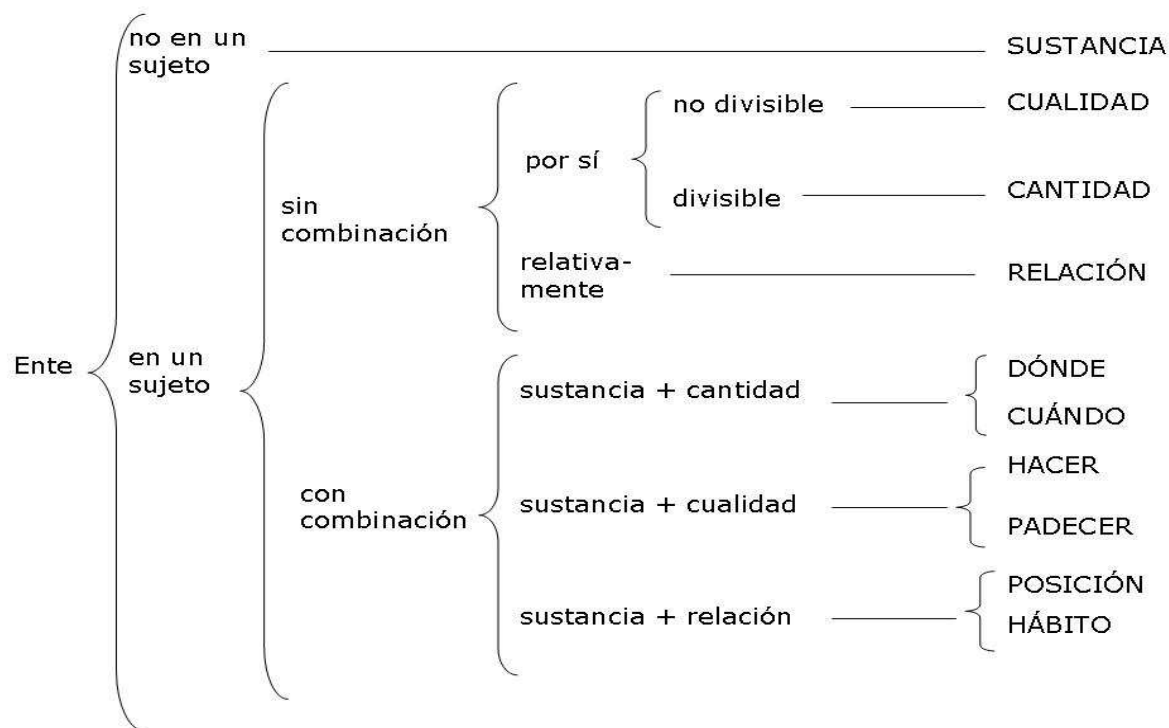 no en un
sujeto
SUSTANCIA
no divisible
CUALIDAD
por sí
divisible
CANTIDAD
sin
combinación
relativa-
mente
RELACIÓN
Ente
en un
sujeto
sustancia + cantidad
DÓNDE
CUÁNDO
con
combinación
sustancia + cualidad
HACER
PADECER
sustancia + relación
POSICIÓN
HÁBITO